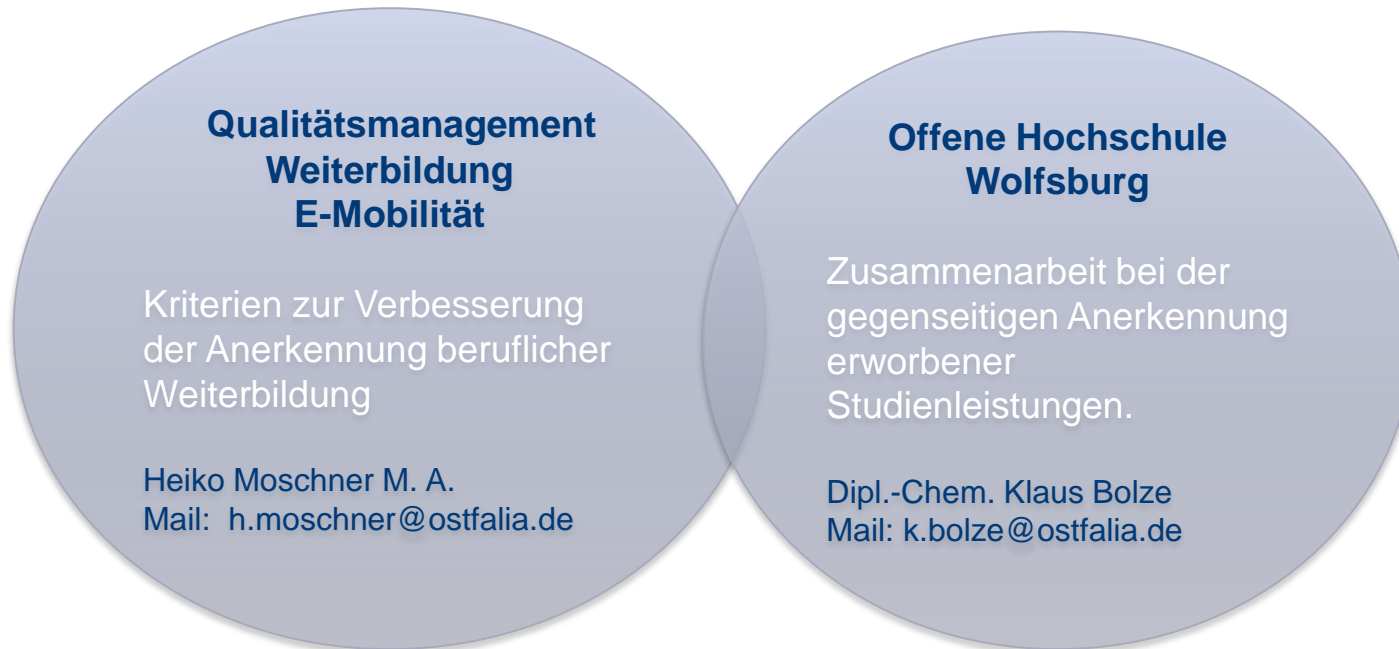 Qualitätsmanagement
Weiterbildung
E-Mobilität
Kriterien zur Verbesserung
der Anerkennung beruflicher
Weiterbildung
Heiko Moschner M. A.
Mail: h.moschner@ostfalia.de
Offene Hochschule
Wolfsburg
Zusammenarbeit bei der
gegenseitigen Anerkennung
erworbener
Studienleistungen.
Dipl.-Chem. Klaus Bolze
Mail: k.bolze@ostfalia.de